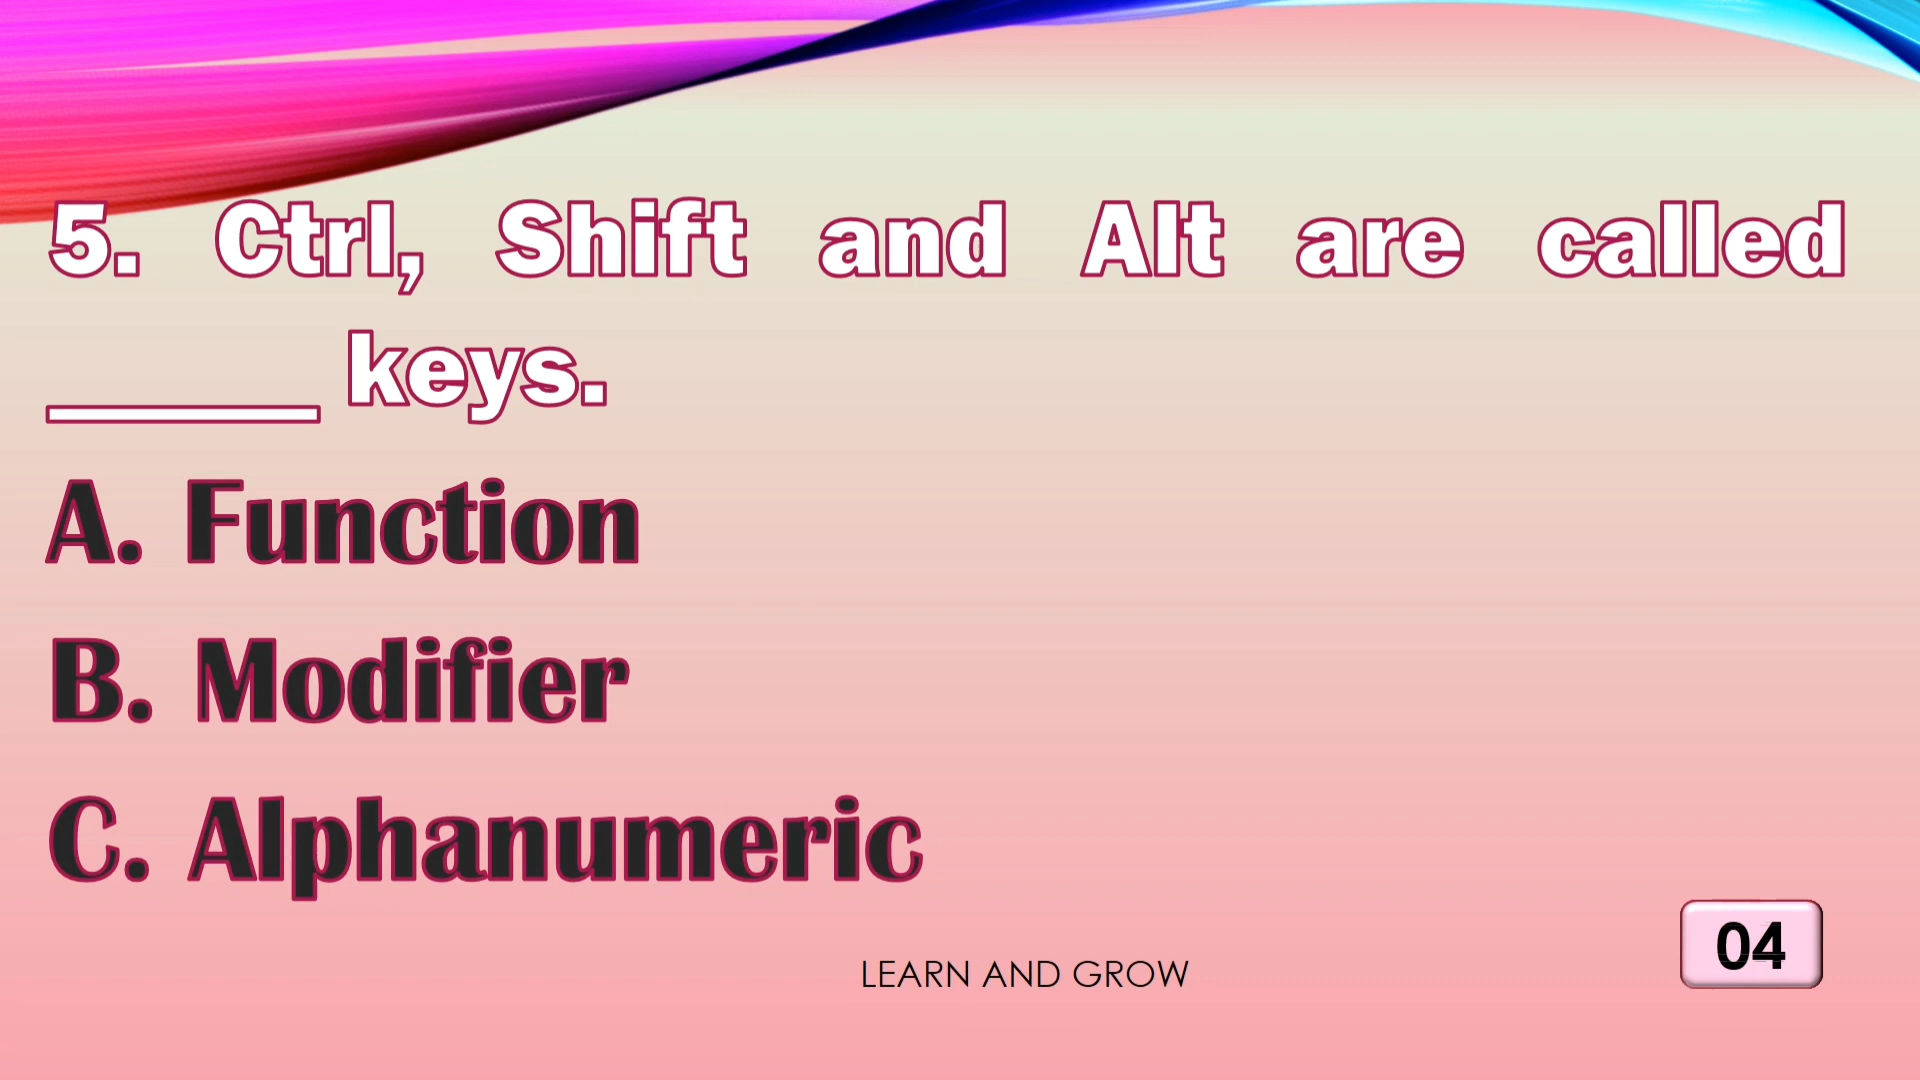 5. Ctrl, Shift and Alt are called
______ keys.
A. Function
B. Modifier
C. Alphanumeric
LEARN AND GROW
04